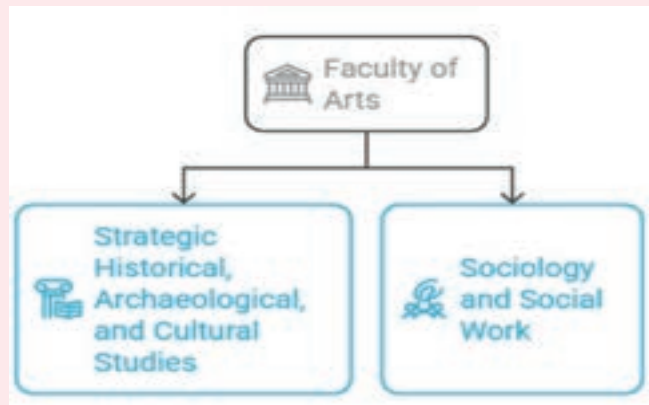 Faculty of
Arts
Strategic
Historical,
Archaeological,
and Cultural
Studies
Sociology
and Social
Work